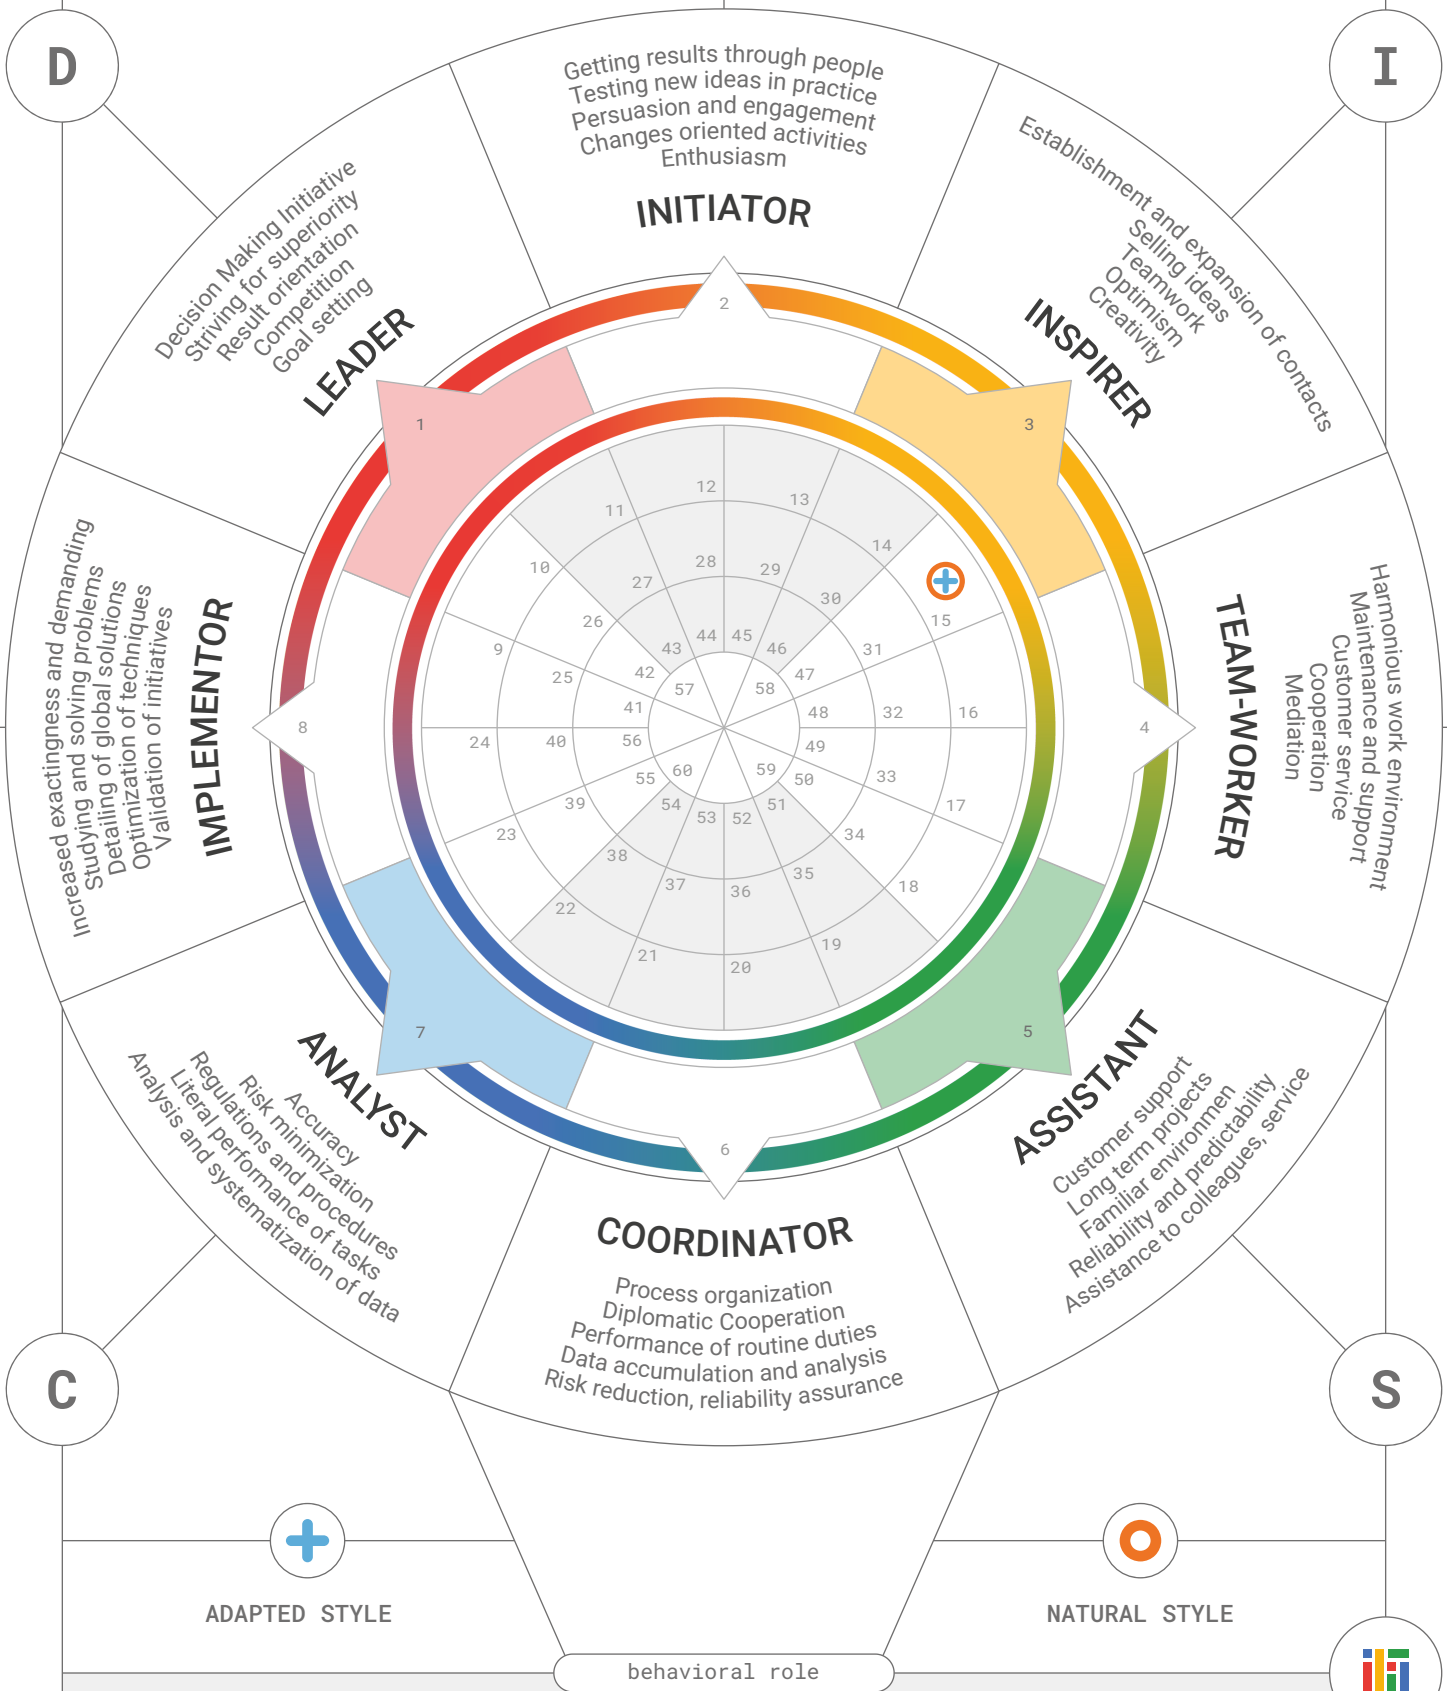 D
I
Getting results through people
Testing new ideas in practice
Persuasion and engagement
Changes oriented activities
Enthusiasm
INITIATOR
Decision Making Initiative
Striving for superiority
Result orientation
Competition
Goal setting
LEADER
Establishment and expansion of contacts
Selling ideas
Teamwork
Optimism
Creativity
INSPIRER
Increased exactingness and demanding
Studying and solving problems
Detailing of global solutions
Optimization of techniques
Validation of initiatives
IMPLEMENTOR
Harmonious work environment
Maintenance and support
Customer service
Cooperation
Mediation
TEAM-WORKER
2
1
3
12
13
11
14
10
28
29
27
30
26
15
44
45
43
46
9
31
25
42
47
57
58
41
48
32
16
8
4
24
40
56
49
60
59
55
50
33
39
54
51
17
53
52
23
34
38
37
36
35
18
22
21
20
19
7
5
6
ANALYST
Accuracy
Risk minimization
Regulations and procedures
Literal performance of tasks
Analysis and systematization of data
ASSISTANT
Customer support
Long term projects
Familiar environmen
Reliability and predictability
Assistance to colleagues, service
COORDINATOR
Process organization
Diplomatic Cooperation
Performance of routine duties
Data accumulation and analysis
Risk reduction, reliability assurance
C
S
ADAPTED STYLE
NATURAL STYLE
behavioral role